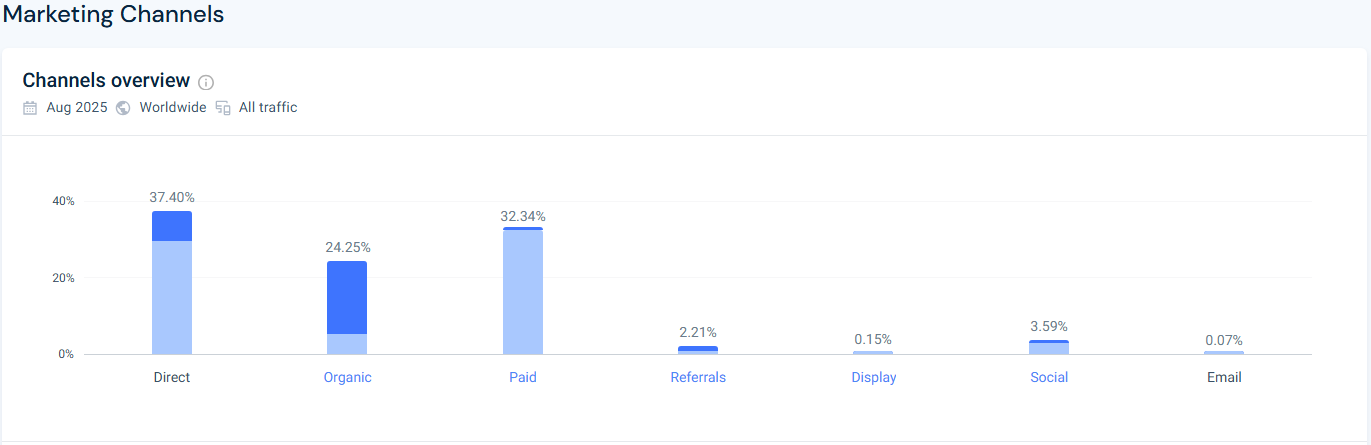 Marketing Channels
Channels overview
Aug 2025 Worldwide All traffic
40%
20%
0%
37.40%
24.25%
32.34%
2.21%
0.15%
3.59%
0.07%
Direct Organic Paid Referrals Display Social Email